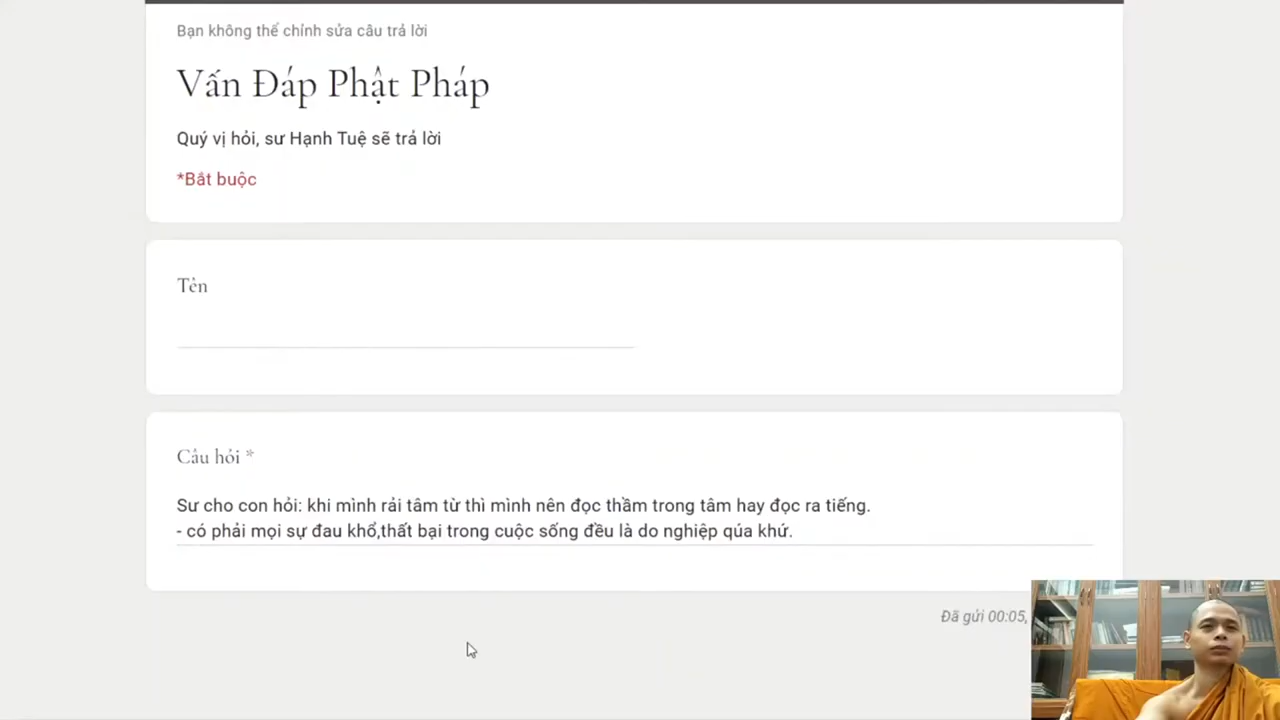 Bạn không thể chỉnh sửa câu trả lời
Vấn Đáp Phật Pháp
Quý vị hỏi, sư Hạnh Tuệ sẽ trả lời
*Bắt buộc
Tên
Câu hỏi *
Sư cho con hỏi: khi mình rải tâm từ thì mình nên đọc thầm trong tâm hay đọc ra tiếng.
- có phải mọi sự đau khổ,thất bại trong cuộc sống đều là do nghiệp qúa khứ.
Đã gửi 00:05,